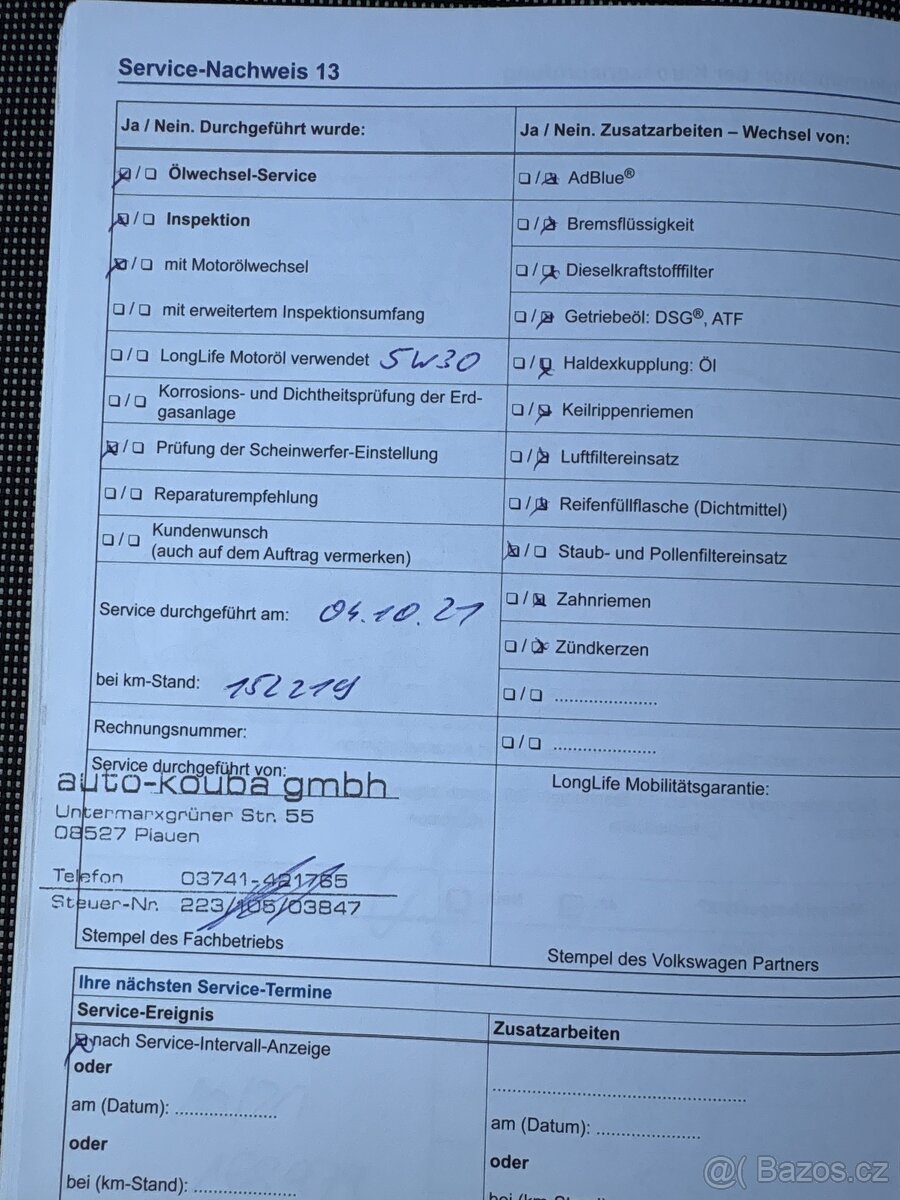 Service-Nachweis 13
Ja / Nein. Durchgeführt wurde:
Ölwechsel-Service
Inspektion
mit Motorölwechsel
mit erweitertem Inspektionsumfang
LongLife Motoröl verwendet 5W30
Korrosions- und Dichtheitsprüfung der Erd-
gasanlage
Prüfung der Scheinwerfer-Einstellung
Reparaturempfehlung
Kundenwunsch
(auch auf dem Auftrag vermerken)
Service durchgeführt am: 04.10.21
bei km-Stand: 152219
Rechnungsnummer:
Service durchgeführt von:
auto-kouba gmbh
Untermarxgrüner Str. 55
08527 Plauen
Telefon 03741-421765
Steuer-Nr. 223/105/03847
Stempel des Fachbetriebs
Ja / Nein. Zusatzarbeiten – Wechsel von:
AdBlue®
Bremsflüssigkeit
Dieselkraftstofffilter
Getriebeöl: DSG®, ATF
Haldexkupplung: Öl
Keilrippenriemen
Luftfiltereinsatz
Reifenfüllflasche (Dichtmittel)
Staub- und Pollenfiltereinsatz
Zahnriemen
Zündkerzen
LongLife Mobilitätsgarantie:
Stempel des Volkswagen Partners
Ihre nächsten Service-Termine
Service-Ereignis
nach Service-Intervall-Anzeige
oder
am (Datum): ....................
oder
bei (km-Stand): ....................
Zusatzarbeiten
am (Datum): ....................
oder
bei (km-Stand):
@( Bazos.cz